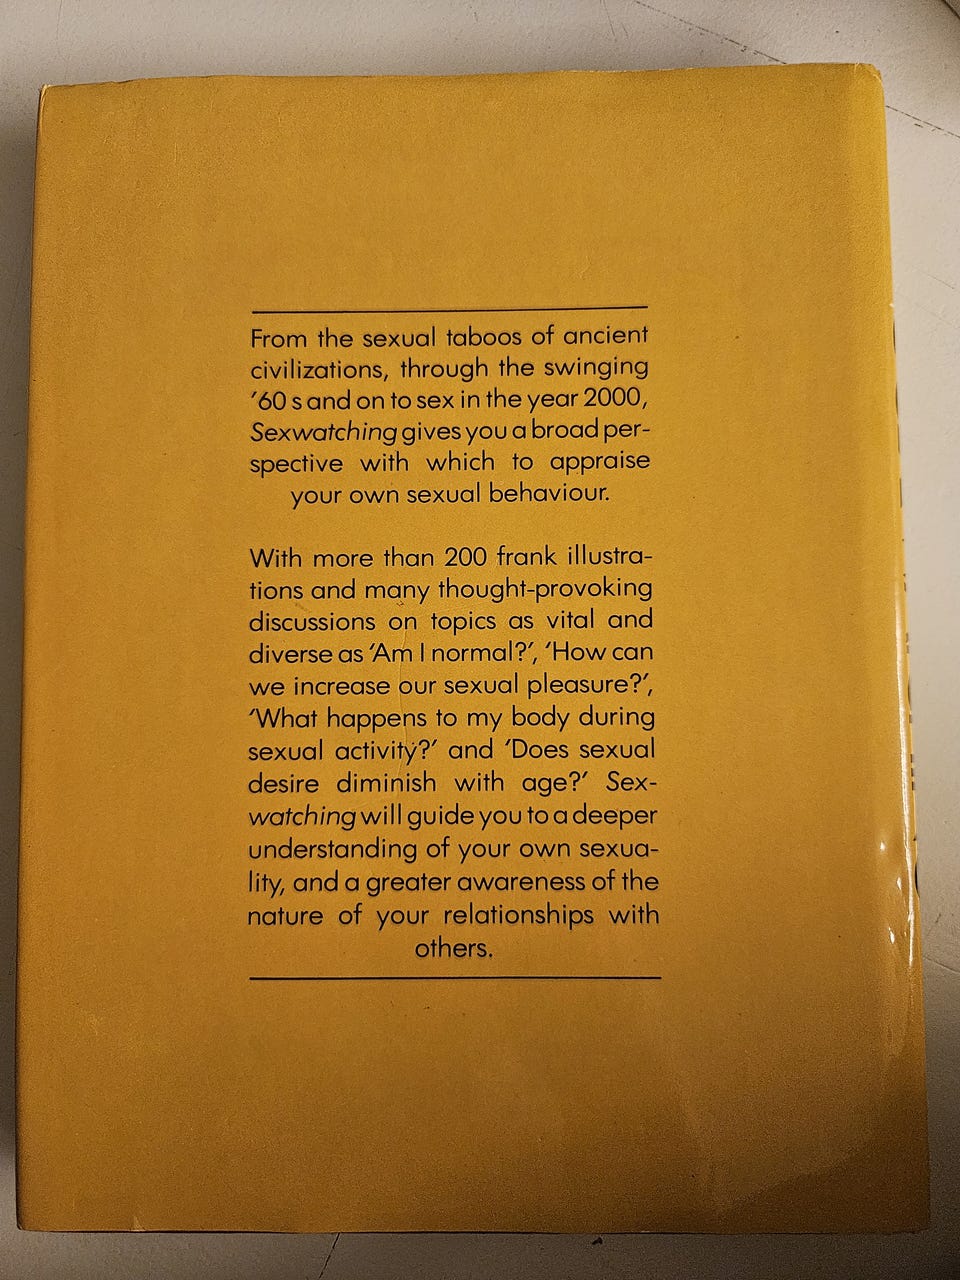 From the sexual taboos of ancient
civilizations, through the swinging
'60 s and on to sex in the year 2000,
Sexwatching gives you a broad per-
spective with which to appraise
your own sexual behaviour.
With more than 200 frank illustra-
tions and many thought-provoking
discussions on topics as vital and
diverse as 'Am I normal?', 'How can
we increase our sexual pleasure?',
'What happens to my body during
sexual activity?' and 'Does sexual
desire diminish with age?' Sex-
watching will guide you to a deeper
understanding of your own sexua-
lity, and a greater awareness of the
nature of your relationships with
others.